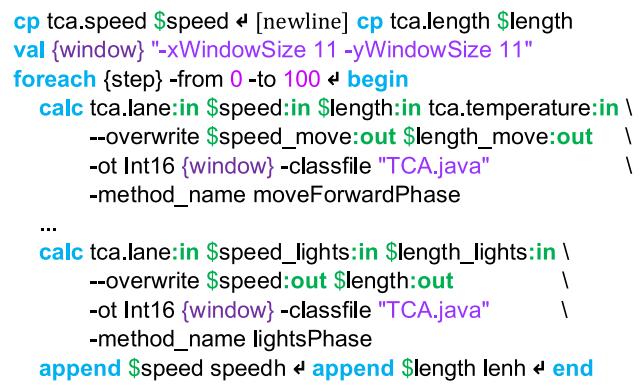 cp tca.speed $speed ↲ [newline] cp tca.length $length
val {window} "-xWindowSize 11 -yWindowSize 11"
foreach {step} -from 0 -to 100 ↲ begin
calc tca.lane:in $speed:in $length:in tca.temperature:in \
--overwrite $speed_move:out $length_move:out \
-ot Int16 {window} -classfile "TCA.java" \
-method_name moveForwardPhase
...
calc tca.lane:in $speed_lights:in $length_lights:in \
--overwrite $speed:out $length:out \
-ot Int16 {window} -classfile "TCA.java" \
-method_name lightsPhase
append $speed speedh ↲ append $length lenh ↲ end